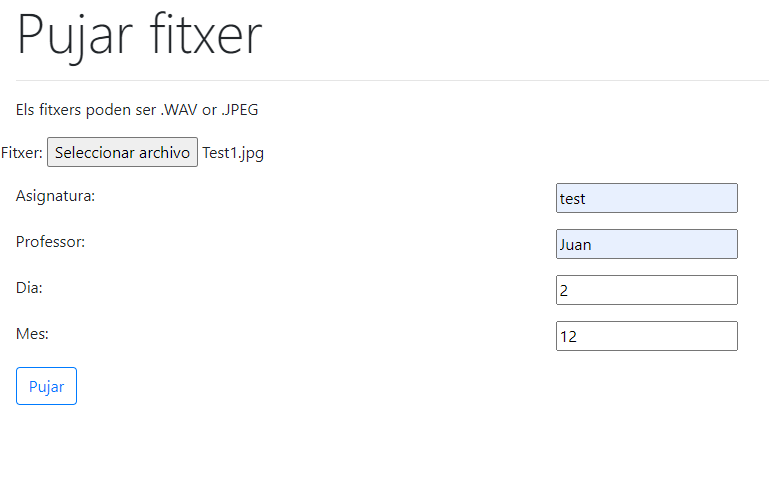 Pujar fitxer
Els fitxers poden ser .WAV or .JPEG
Fitxer: Seleccionar archivo Test1.jpg
Asignatura: test
Professor: Juan
Dia: 2
Mes: 12
Pujar